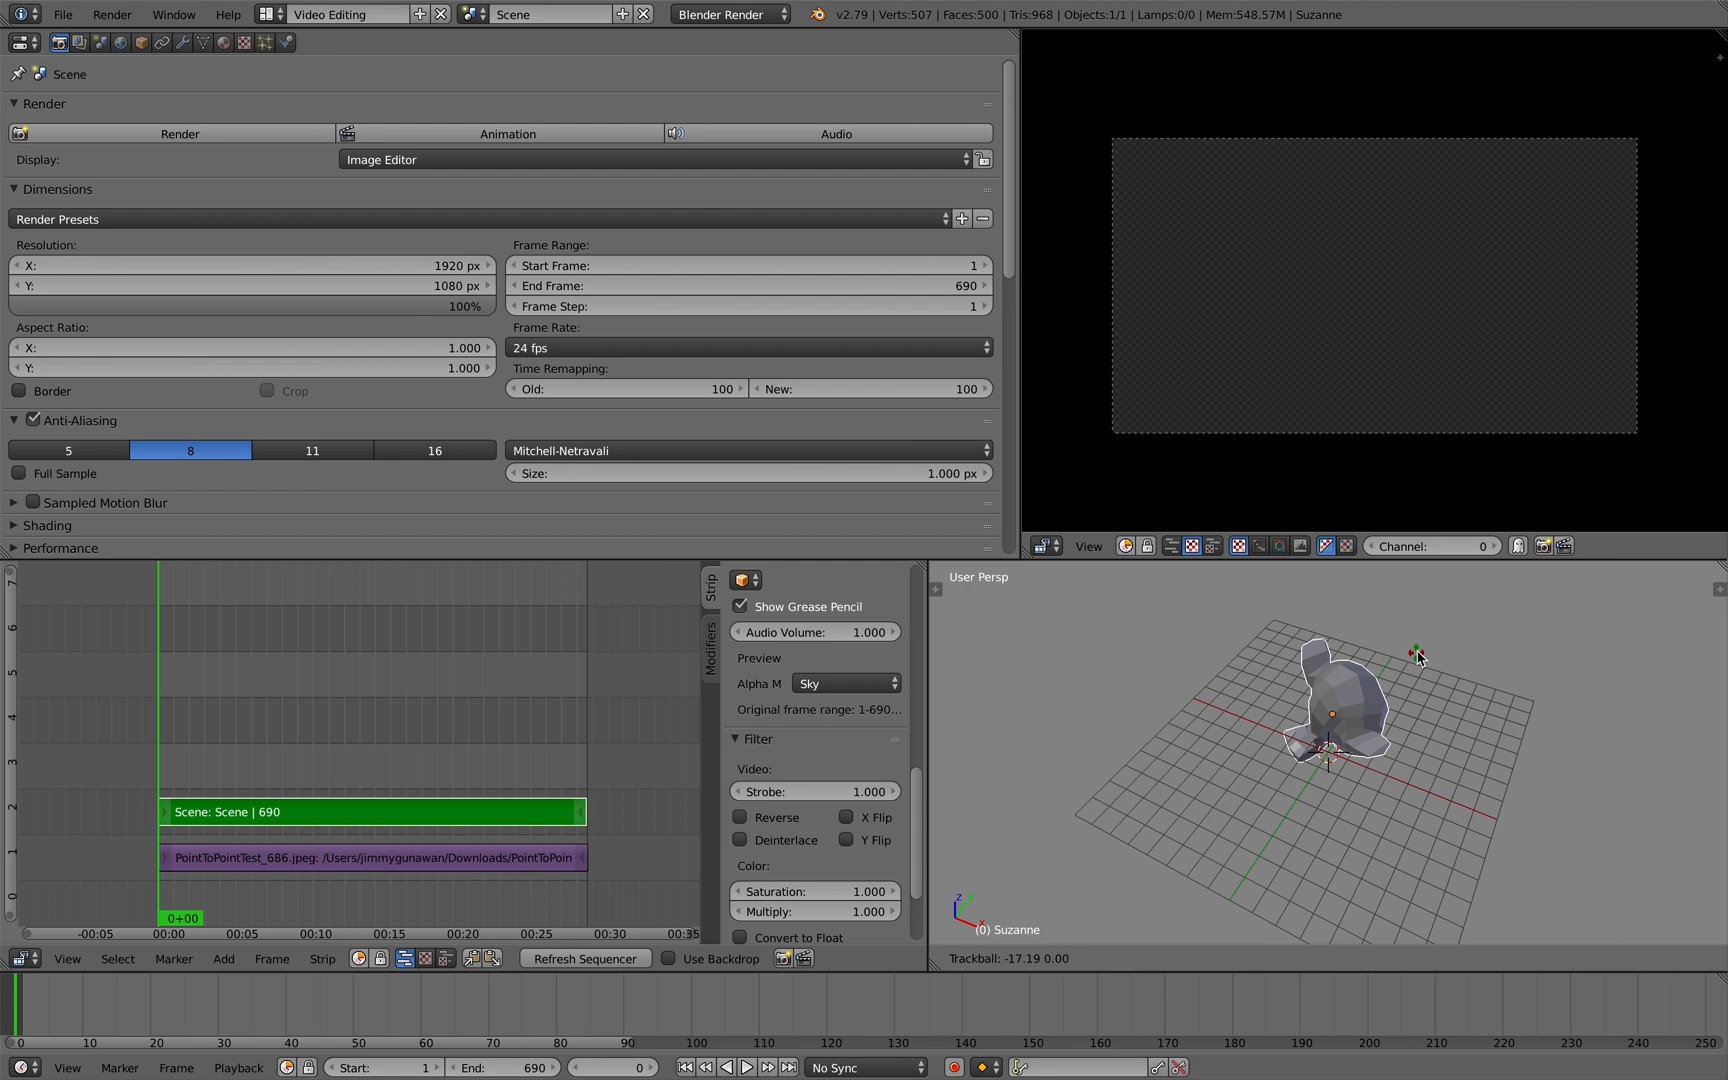 File Render Window Help Video Editing Scene Blender Render v2.79 | Verts:507 | Faces:500 | Tris:968 | Objects:1/1 | Lamps:0/0 | Mem:548.57M | Suzanne
Scene
Render
Render Animation Audio
Display: Image Editor
Dimensions
Render Presets
Resolution: Frame Range:
X: 1920 px Start Frame: 1
Y: 1080 px End Frame: 690
100% Frame Step: 1
Aspect Ratio: Frame Rate:
X: 1.000 24 fps
Y: 1.000 Time Remapping:
Border Crop Old: 100 New: 100
Anti-Aliasing
5 8 11 16 Mitchell-Netravali
Full Sample Size: 1.000 px
Sampled Motion Blur
Shading
Performance
View Channel: 0
7
6
5
4
3
2
1
0
Scene: Scene | 690
PointToPointTest_686.jpeg: /Users/jimmygunawan/Downloads/PointToPoin
0+00
-00:05 00:00 00:05 00:10 00:15 00:20 00:25 00:30 00:35
Strip
Modifiers
Show Grease Pencil
Audio Volume: 1.000
Preview
Alpha M Sky
Original frame range: 1-690...
Filter
Video:
Strobe: 1.000
Reverse X Flip
Deinterlace Y Flip
Color:
Saturation: 1.000
Multiply: 1.000
Convert to Float
View Select Marker Add Frame Strip Refresh Sequencer Use Backdrop
User Persp
z y x
(0) Suzanne
Trackball: -17.19 0.00
0 10 20 30 40 50 60 70 80 90 100 110 120 130 140 150 160 170 180 190 200 210 220 230 240 250
View Marker Frame Playback Start: 1 End: 690 0 No Sync